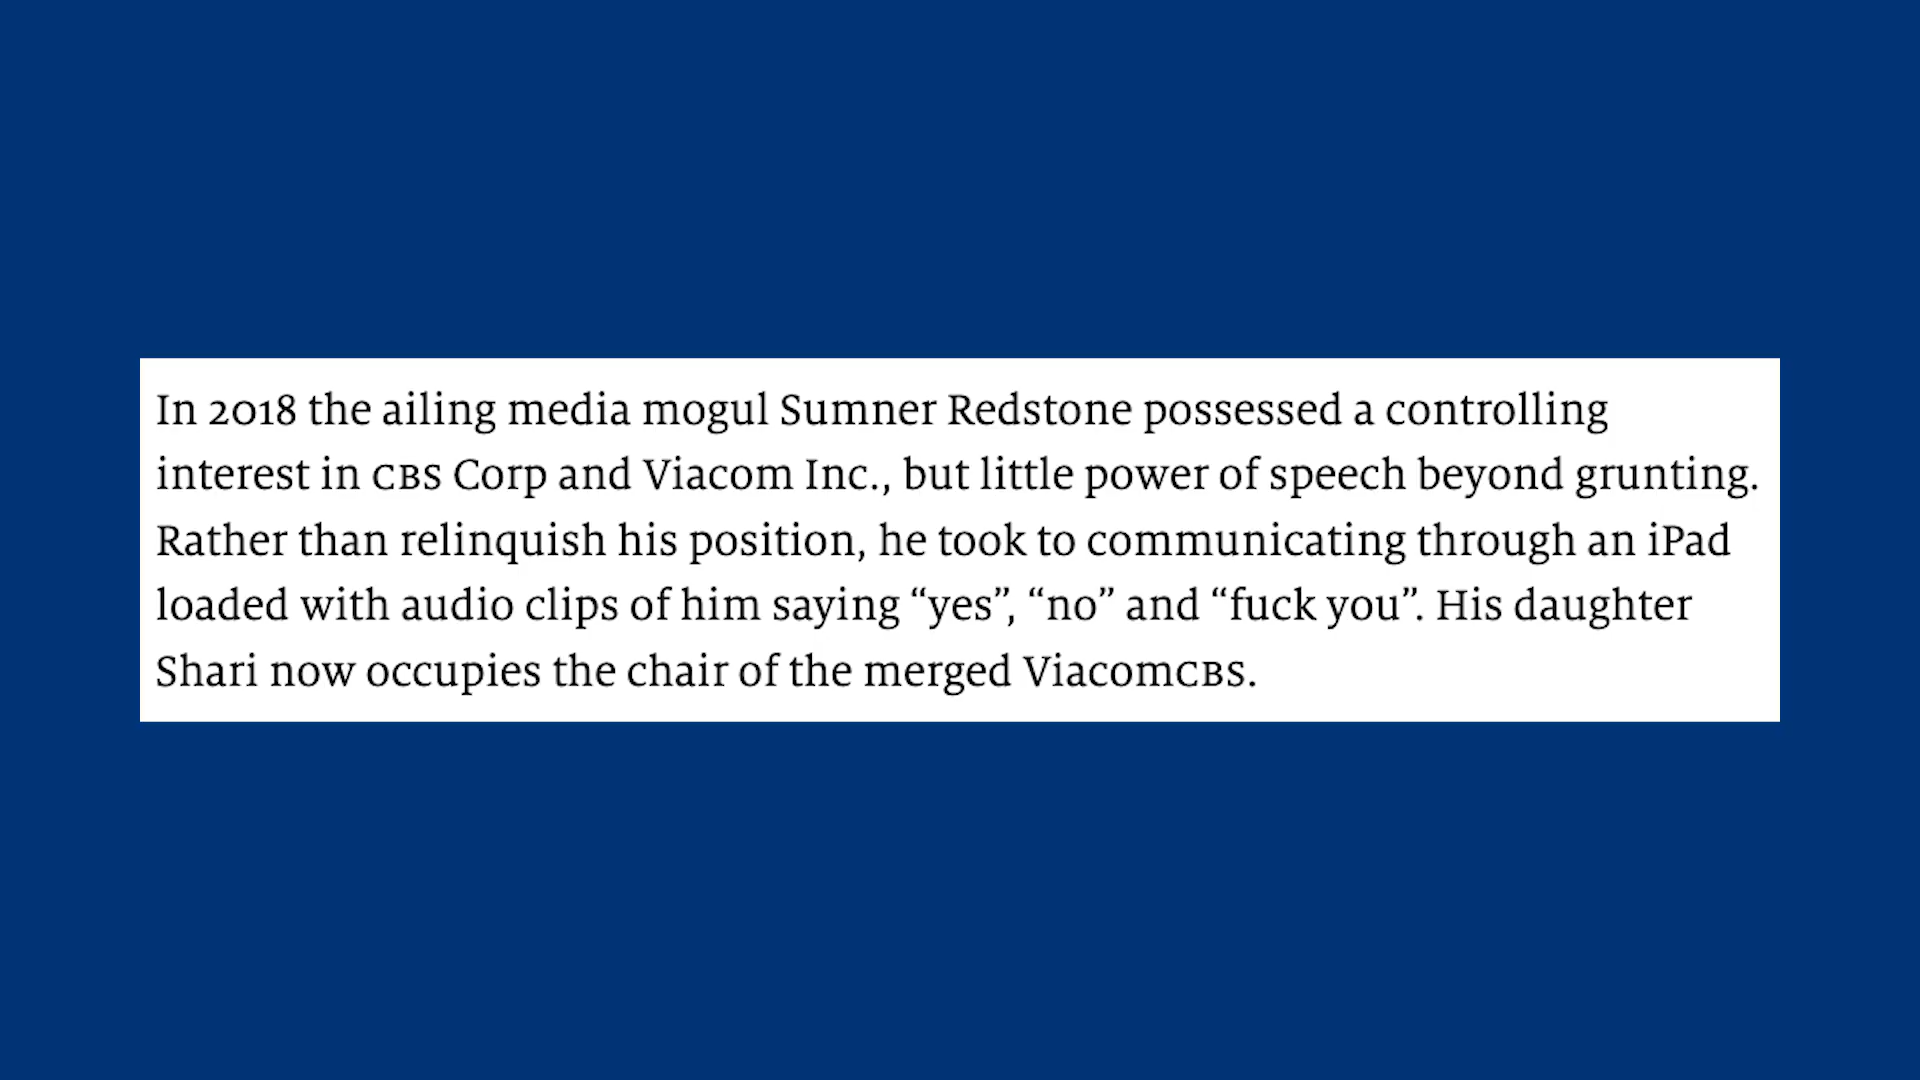 In 2018 the ailing media mogul Sumner Redstone possessed a controlling
interest in CBS Corp and Viacom Inc., but little power of speech beyond grunting.
Rather than relinquish his position, he took to communicating through an iPad
loaded with audio clips of him saying “yes”, “no” and “fuck you”. His daughter
Shari now occupies the chair of the merged ViacomCBS.